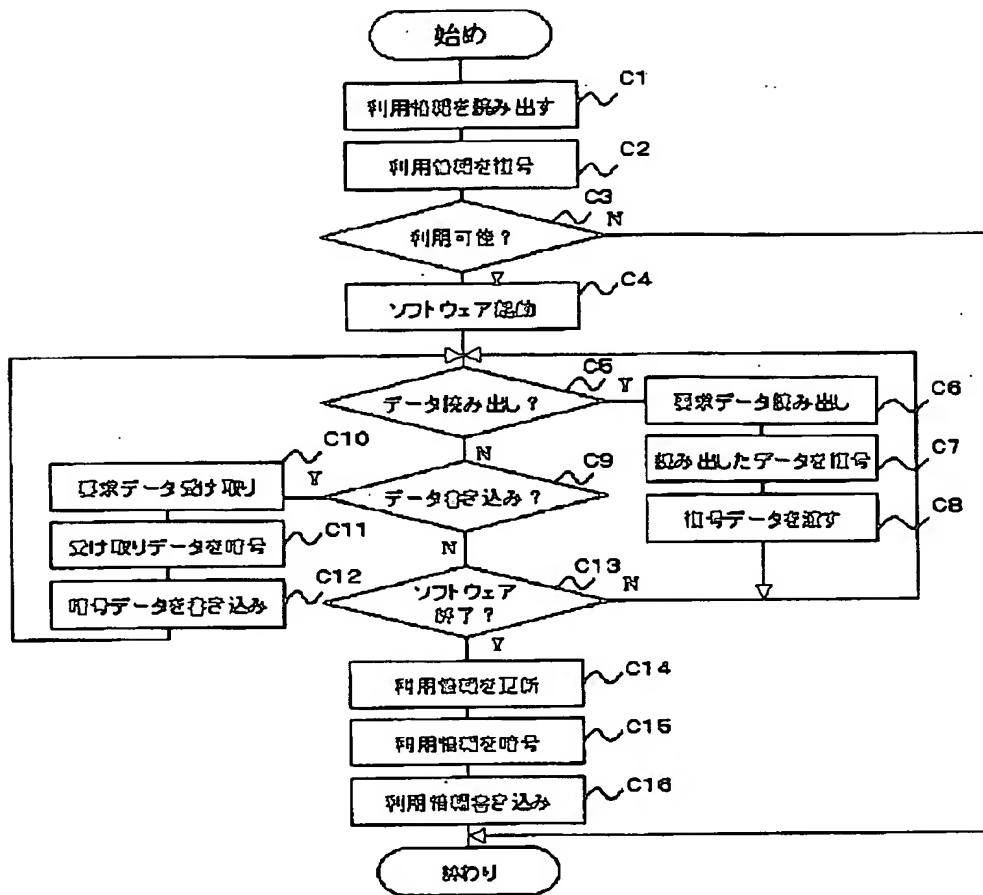 始め
C1
利用情報を読み出す
C2
利用情報を復号
C3
N
利用可能?
Y
C4
ソフトウェア起動
C5
Y
データ読み出し?
C6
要求データ読み出し
N
C7
読み出したデータを復号
C8
復号データを渡す
C9
データ書き込み?
C10
Y
要求データ受け取り
C11
受け取りデータを暗号
C12
暗号データを書き込み
N
C13
N
ソフトウェア
終了?
Y
C14
利用情報を更新
C15
利用情報を暗号
C16
利用情報書き込み
終わり